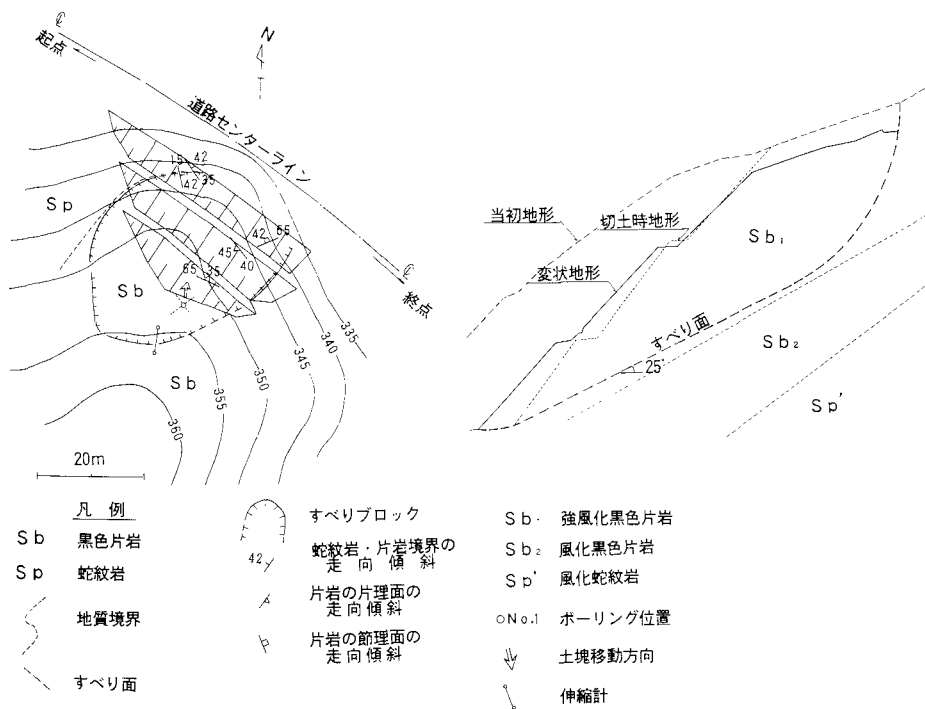 ℄
起点
N
道路センターライン
℄
終点
Sp
Sb
Sb
15
42
42
35
42
65
45
40
65
35
335
340
345
350
355
360
20m
当初地形
切土時地形
変状地形
すべり面
25°
Sb₁
Sb₂
Sp'
凡例
Sb 黒色片岩
Sp 蛇紋岩
地質境界
すべり面
すべりブロック
42 蛇紋岩・片岩境界の
走向傾斜
片岩の片理面の
走向傾斜
片岩の節理面の
走向傾斜
Sb₁ 強風化黒色片岩
Sb₂ 風化黒色片岩
Sp' 風化蛇紋岩
○No.1 ボーリング位置
土塊移動方向
伸縮計